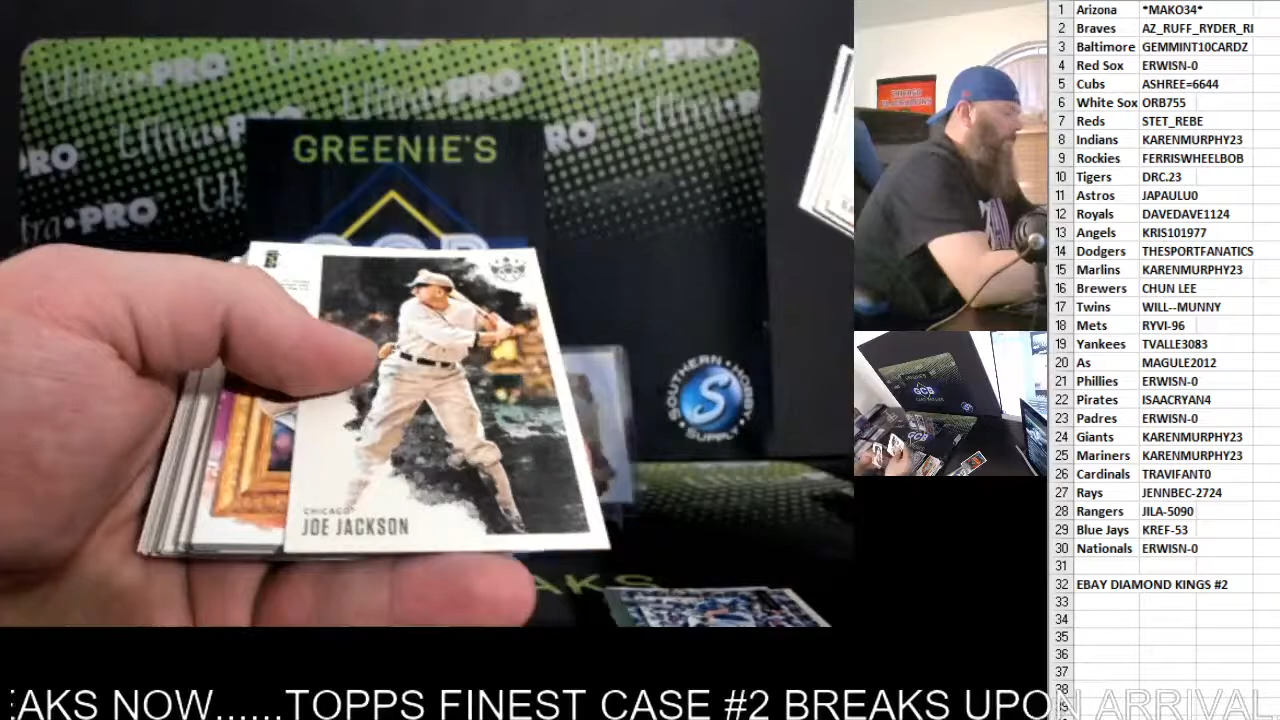 Ultra•PRO
PRO
PRO
tra•PRO
GREENIE'S
GCB
SOUTHERN HOBBY
SUPPLY
S
CHICAGO
JOE JACKSON
AKS
1 Arizona *MAKO34*
2 Braves AZ_RUFF_RYDER_RI
3 Baltimore GEMMINT10CARDZ
4 Red Sox ERWISN-0
5 Cubs ASHREE=6644
6 White Sox ORB755
7 Reds STET_REBE
8 Indians KARENMURPHY23
9 Rockies FERRISWHEELBOB
10 Tigers DRC.23
11 Astros JAPAULU0
12 Royals DAVEDAVE1124
13 Angels KRIS101977
14 Dodgers THESPORTFANATICS
15 Marlins KARENMURPHY23
16 Brewers CHUN LEE
17 Twins WILL--MUNNY
18 Mets RYVI-96
19 Yankees TVALLE3083
20 As MAGULE2012
21 Phillies ERWISN-0
22 Pirates ISAACRYAN4
23 Padres ERWISN-0
24 Giants KARENMURPHY23
25 Mariners KARENMURPHY23
26 Cardinals TRAVIFANT0
27 Rays JENNBEC-2724
28 Rangers JILA-5090
29 Blue Jays KREF-53
30 Nationals ERWISN-0
31
32 EBAY DIAMOND KINGS #2
33
34
35
36
37
38
EAKS NOW......TOPPS FINEST CASE #2 BREAKS UPON ARRIVAL